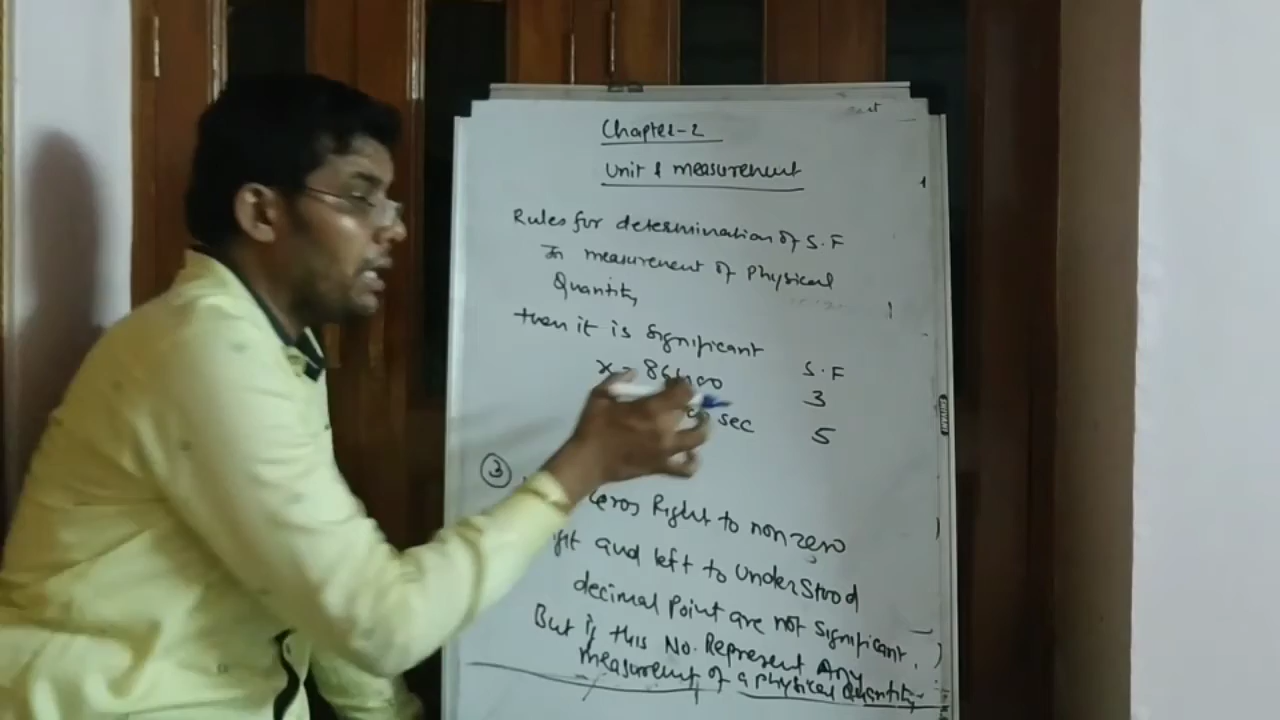 Chapter-2
Unit & measurement
Rules for determination of S.F
In measurement of Physical
Quantity
then it is significant
S.F
x = 86400
3
sec
5
③
zeros Right to nonzero
and left to understood
decimal Point are not significant.
But if this No. Represent Any
measurement of a physical Quantity